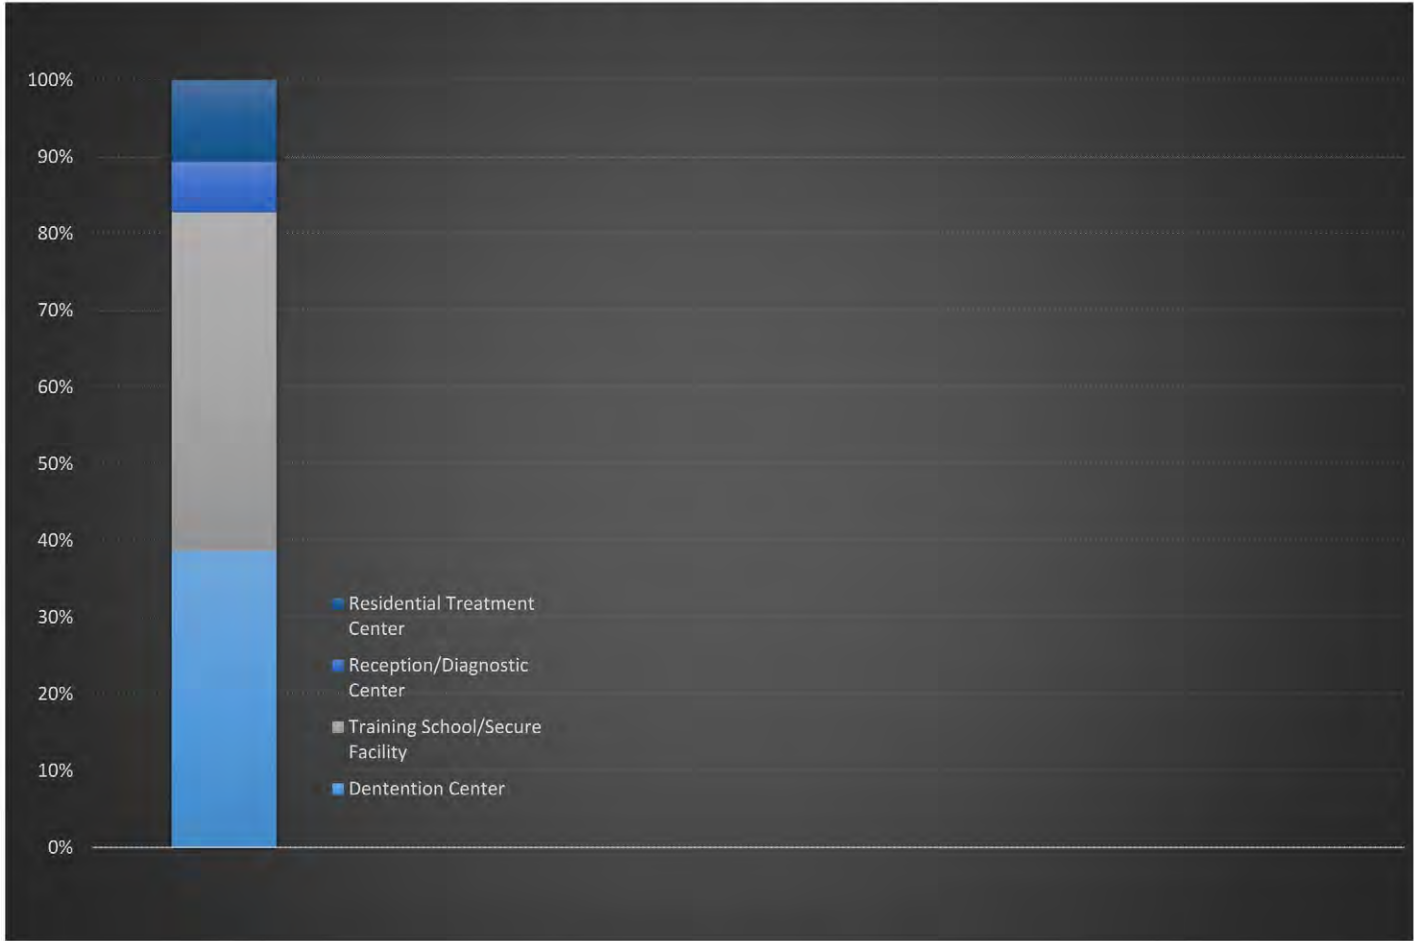 100%
90%
80%
70%
60%
50%
40%
30%
20%
10%
0%
Residential Treatment
Center
Reception/Diagnostic
Center
Training School/Secure
Facility
Dentention Center